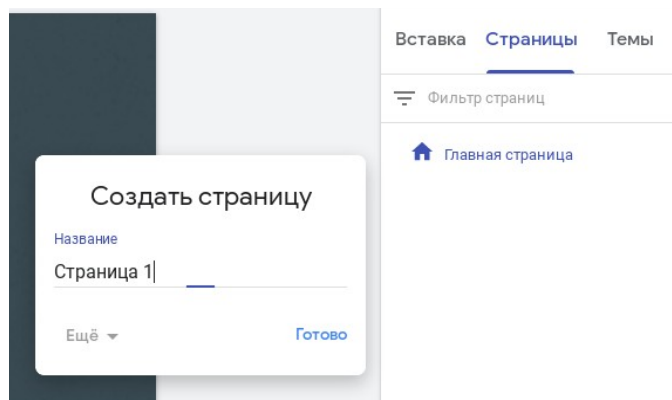 Вставка Страницы Темы
Фильтр страниц
Главная страница
Создать страницу
Название
Страница 1
Ещё Готово